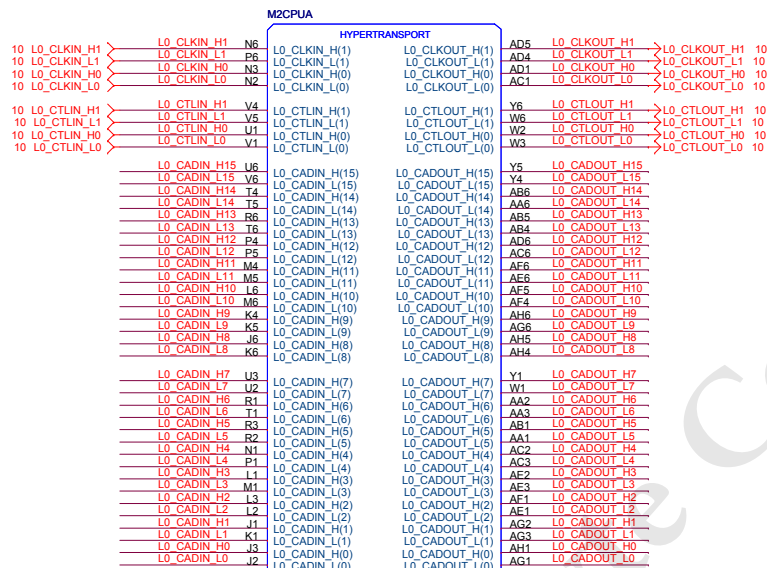 M2CPUA
HYPERTRANSPORT
10 L0_CLKIN_H1 L0_CLKIN_H1 N6 L0_CLKIN_H(1) L0_CLKOUT_H(1) AD5 L0_CLKOUT_H1 L0_CLKOUT_H1 10
10 L0_CLKIN_L1 L0_CLKIN_L1 P6 L0_CLKIN_L(1) L0_CLKOUT_L(1) AD4 L0_CLKOUT_L1 L0_CLKOUT_L1 10
10 L0_CLKIN_H0 L0_CLKIN_H0 N3 L0_CLKIN_H(0) L0_CLKOUT_H(0) AD1 L0_CLKOUT_H0 L0_CLKOUT_H0 10
10 L0_CLKIN_L0 L0_CLKIN_L0 N2 L0_CLKIN_L(0) L0_CLKOUT_L(0) AC1 L0_CLKOUT_L0 L0_CLKOUT_L0 10
10 L0_CTLIN_H1 L0_CTLIN_H1 V4 L0_CTLIN_H(1) L0_CTLOUT_H(1) Y6 L0_CTLOUT_H1 L0_CTLOUT_H1 10
10 L0_CTLIN_L1 L0_CTLIN_L1 V5 L0_CTLIN_L(1) L0_CTLOUT_L(1) W6 L0_CTLOUT_L1 L0_CTLOUT_L1 10
10 L0_CTLIN_H0 L0_CTLIN_H0 U1 L0_CTLIN_H(0) L0_CTLOUT_H(0) W2 L0_CTLOUT_H0 L0_CTLOUT_H0 10
10 L0_CTLIN_L0 L0_CTLIN_L0 V1 L0_CTLIN_L(0) L0_CTLOUT_L(0) W3 L0_CTLOUT_L0 L0_CTLOUT_L0 10
L0_CADIN_H15 U6 L0_CADIN_H(15) L0_CADOUT_H(15) Y5 L0_CADOUT_H15
L0_CADIN_L15 V6 L0_CADIN_L(15) L0_CADOUT_L(15) Y4 L0_CADOUT_L15
L0_CADIN_H14 T4 L0_CADIN_H(14) L0_CADOUT_H(14) AB6 L0_CADOUT_H14
L0_CADIN_L14 T5 L0_CADIN_L(14) L0_CADOUT_L(14) AA6 L0_CADOUT_L14
L0_CADIN_H13 R6 L0_CADIN_H(13) L0_CADOUT_H(13) AB5 L0_CADOUT_H13
L0_CADIN_L13 T6 L0_CADIN_L(13) L0_CADOUT_L(13) AB4 L0_CADOUT_L13
L0_CADIN_H12 P4 L0_CADIN_H(12) L0_CADOUT_H(12) AD6 L0_CADOUT_H12
L0_CADIN_L12 P5 L0_CADIN_L(12) L0_CADOUT_L(12) AC6 L0_CADOUT_L12
L0_CADIN_H11 M4 L0_CADIN_H(11) L0_CADOUT_H(11) AF6 L0_CADOUT_H11
L0_CADIN_L11 M5 L0_CADIN_L(11) L0_CADOUT_L(11) AE6 L0_CADOUT_L11
L0_CADIN_H10 L6 L0_CADIN_H(10) L0_CADOUT_H(10) AF5 L0_CADOUT_H10
L0_CADIN_L10 M6 L0_CADIN_L(10) L0_CADOUT_L(10) AF4 L0_CADOUT_L10
L0_CADIN_H9 K4 L0_CADIN_H(9) L0_CADOUT_H(9) AH6 L0_CADOUT_H9
L0_CADIN_L9 K5 L0_CADIN_L(9) L0_CADOUT_L(9) AG6 L0_CADOUT_L9
L0_CADIN_H8 J6 L0_CADIN_H(8) L0_CADOUT_H(8) AH5 L0_CADOUT_H8
L0_CADIN_L8 K6 L0_CADIN_L(8) L0_CADOUT_L(8) AH4 L0_CADOUT_L8
L0_CADIN_H7 U3 L0_CADIN_H(7) L0_CADOUT_H(7) Y1 L0_CADOUT_H7
L0_CADIN_L7 U2 L0_CADIN_L(7) L0_CADOUT_L(7) W1 L0_CADOUT_L7
L0_CADIN_H6 R1 L0_CADIN_H(6) L0_CADOUT_H(6) AA2 L0_CADOUT_H6
L0_CADIN_L6 T1 L0_CADIN_L(6) L0_CADOUT_L(6) AA3 L0_CADOUT_L6
L0_CADIN_H5 R3 L0_CADIN_H(5) L0_CADOUT_H(5) AB1 L0_CADOUT_H5
L0_CADIN_L5 R2 L0_CADIN_L(5) L0_CADOUT_L(5) AA1 L0_CADOUT_L5
L0_CADIN_H4 N1 L0_CADIN_H(4) L0_CADOUT_H(4) AC2 L0_CADOUT_H4
L0_CADIN_L4 P1 L0_CADIN_L(4) L0_CADOUT_L(4) AC3 L0_CADOUT_L4
L0_CADIN_H3 L1 L0_CADIN_H(3) L0_CADOUT_H(3) AE2 L0_CADOUT_H3
L0_CADIN_L3 M1 L0_CADIN_L(3) L0_CADOUT_L(3) AE3 L0_CADOUT_L3
L0_CADIN_H2 L3 L0_CADIN_H(2) L0_CADOUT_H(2) AF1 L0_CADOUT_H2
L0_CADIN_L2 L2 L0_CADIN_L(2) L0_CADOUT_L(2) AE1 L0_CADOUT_L2
L0_CADIN_H1 J1 L0_CADIN_H(1) L0_CADOUT_H(1) AG2 L0_CADOUT_H1
L0_CADIN_L1 K1 L0_CADIN_L(1) L0_CADOUT_L(1) AG3 L0_CADOUT_L1
L0_CADIN_H0 J3 L0_CADIN_H(0) L0_CADOUT_H(0) AH1 L0_CADOUT_H0
L0_CADIN_L0 J2 L0_CADIN_L(0) L0_CADOUT_L(0) AG1 L0_CADOUT_L0